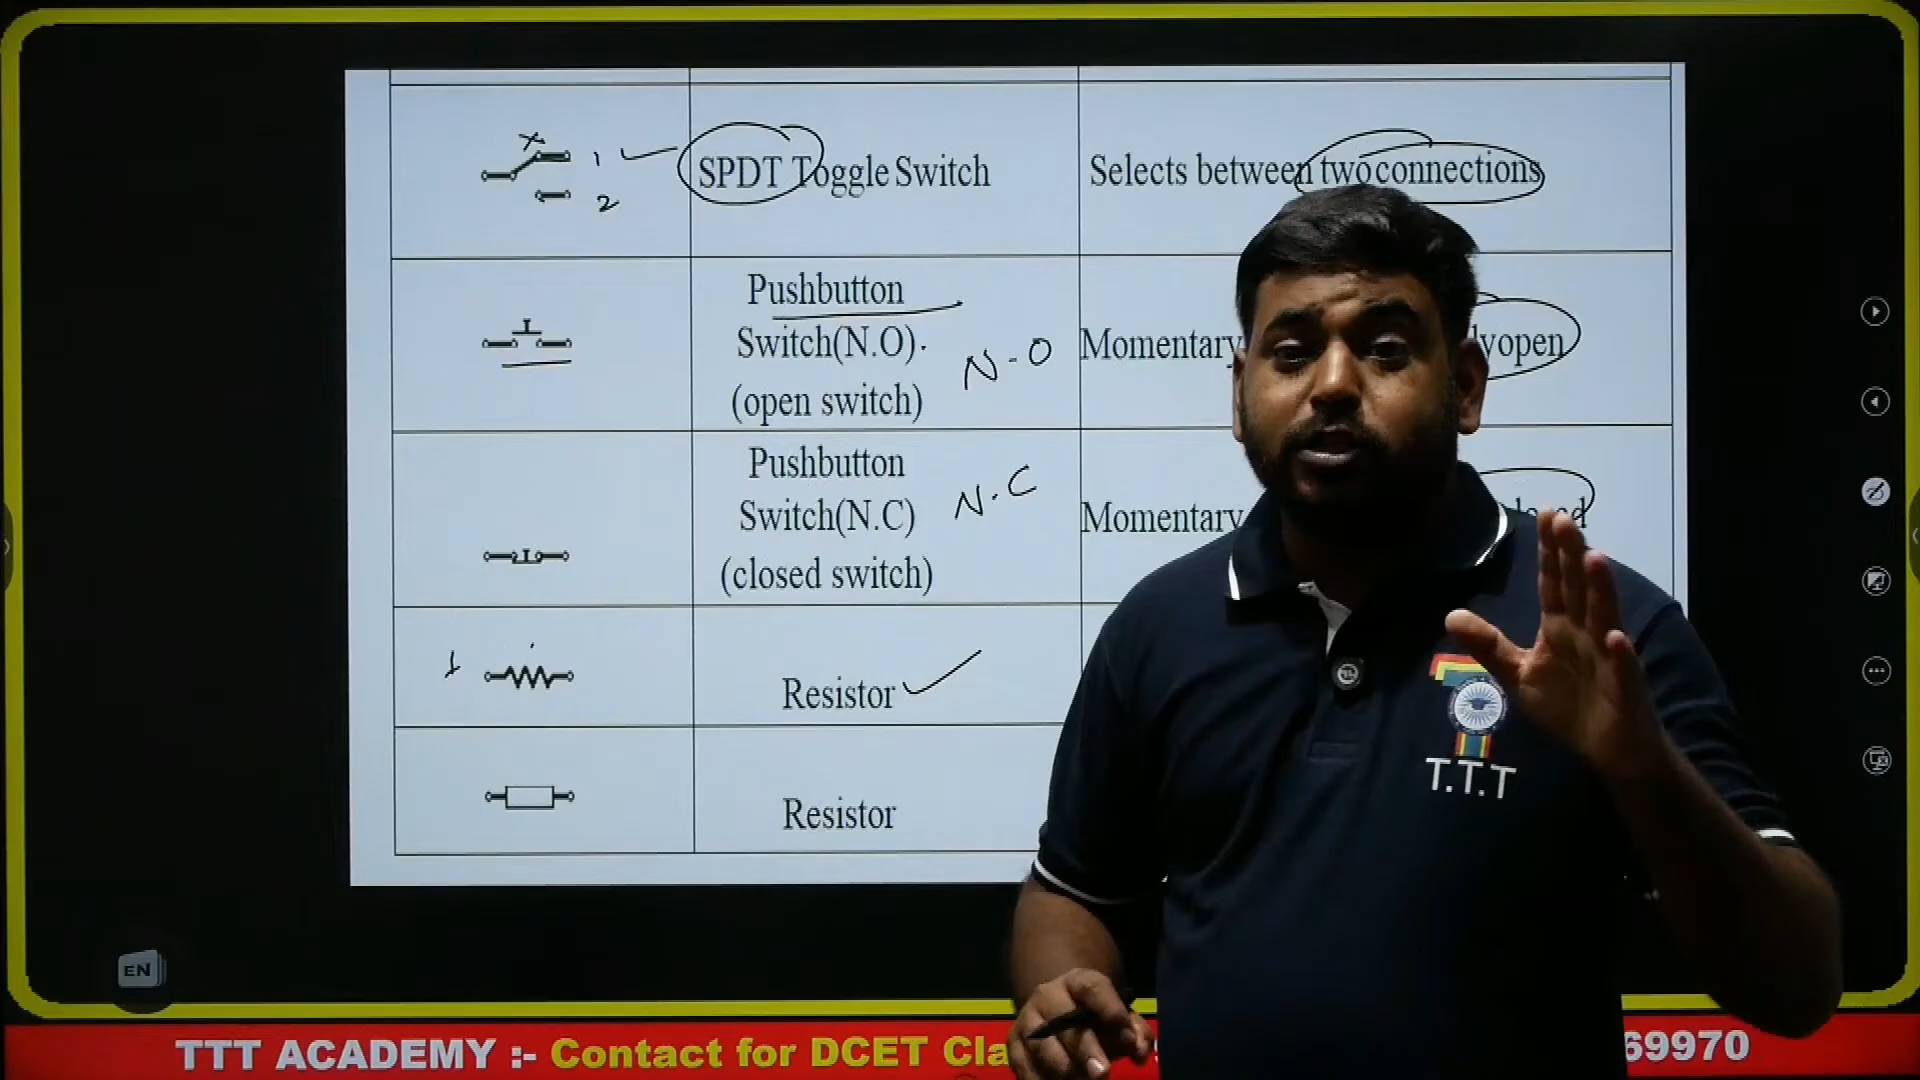 1
2
SPDT Toggle Switch
Selects between two connections
Pushbutton
Switch(N.O)
(open switch)
N-O
Momentary
yopen
Pushbutton
Switch(N.C)
(closed switch)
N.C
Momentary
Resistor
Resistor
T.T.T
EN
TTT ACADEMY :- Contact for DCET Cla
69970